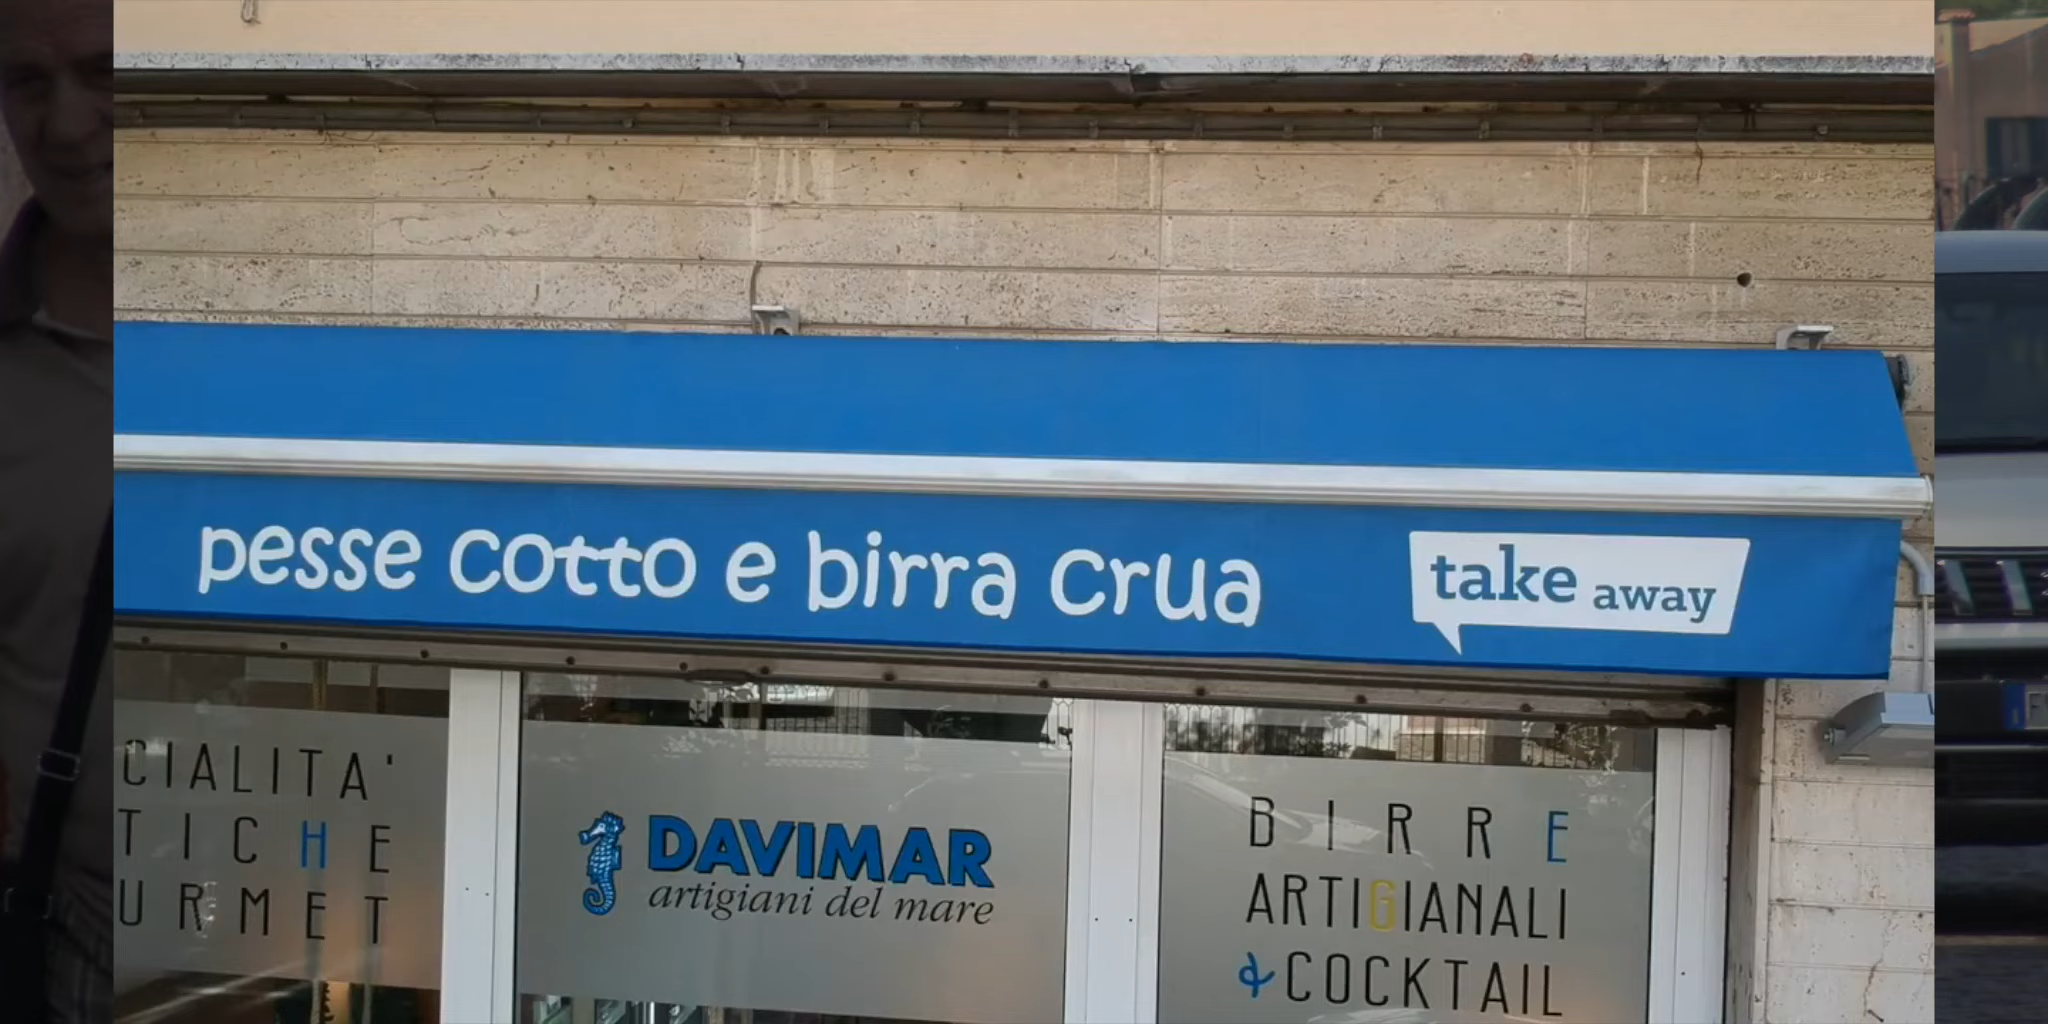 pesse cotto e birra crua
take away
CIALITA'
TICHE
URMET
DAVIMAR
artigiani del mare
BIRRE
ARTIGIANALI
& COCKTAIL